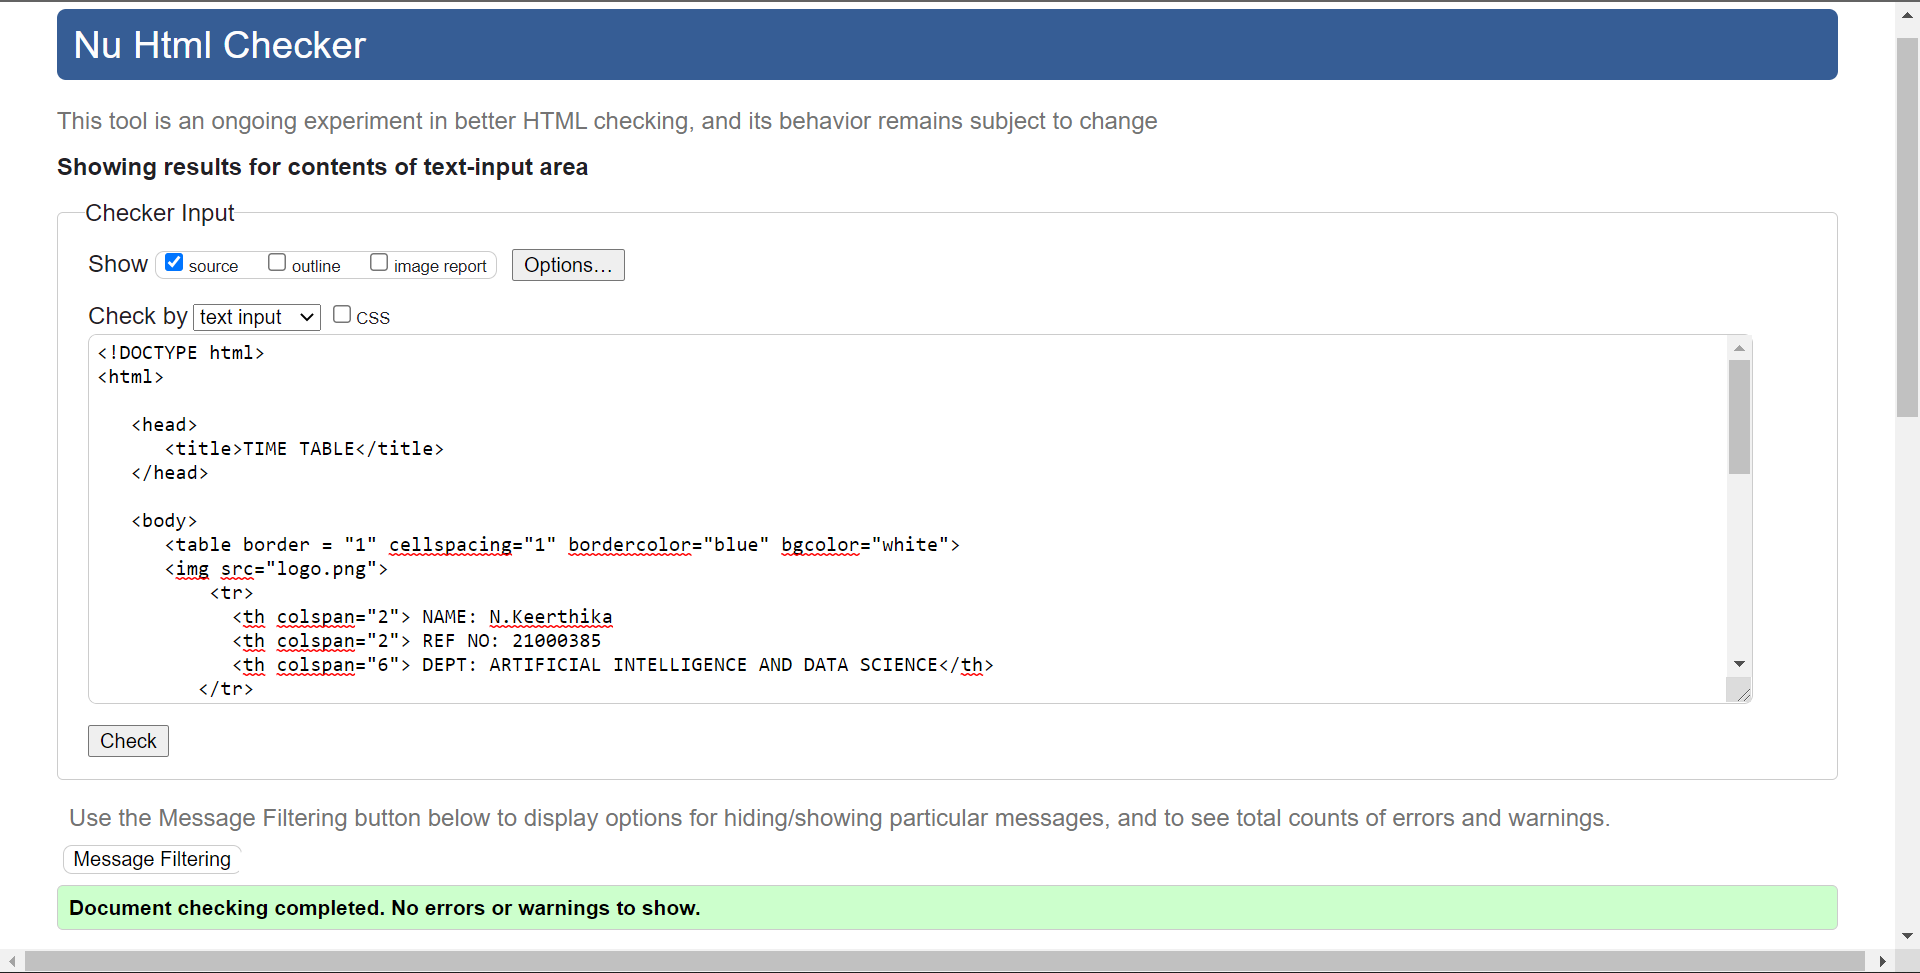 Nu Html Checker
This tool is an ongoing experiment in better HTML checking, and its behavior remains subject to change
Showing results for contents of text-input area
Checker Input
Show source outline image report Options...
Check by text input CSS
<!DOCTYPE html>
<html>
<head>
<title>TIME TABLE</title>
</head>
<body>
<table border = "1" cellspacing="1" bordercolor="blue" bgcolor="white">
<img src="logo.png">
<tr>
<th colspan="2"> NAME: N.Keerthika
<th colspan="2"> REF NO: 21000385
<th colspan="6"> DEPT: ARTIFICIAL INTELLIGENCE AND DATA SCIENCE</th>
</tr>
Check
Use the Message Filtering button below to display options for hiding/showing particular messages, and to see total counts of errors and warnings.
Message Filtering
Document checking completed. No errors or warnings to show.